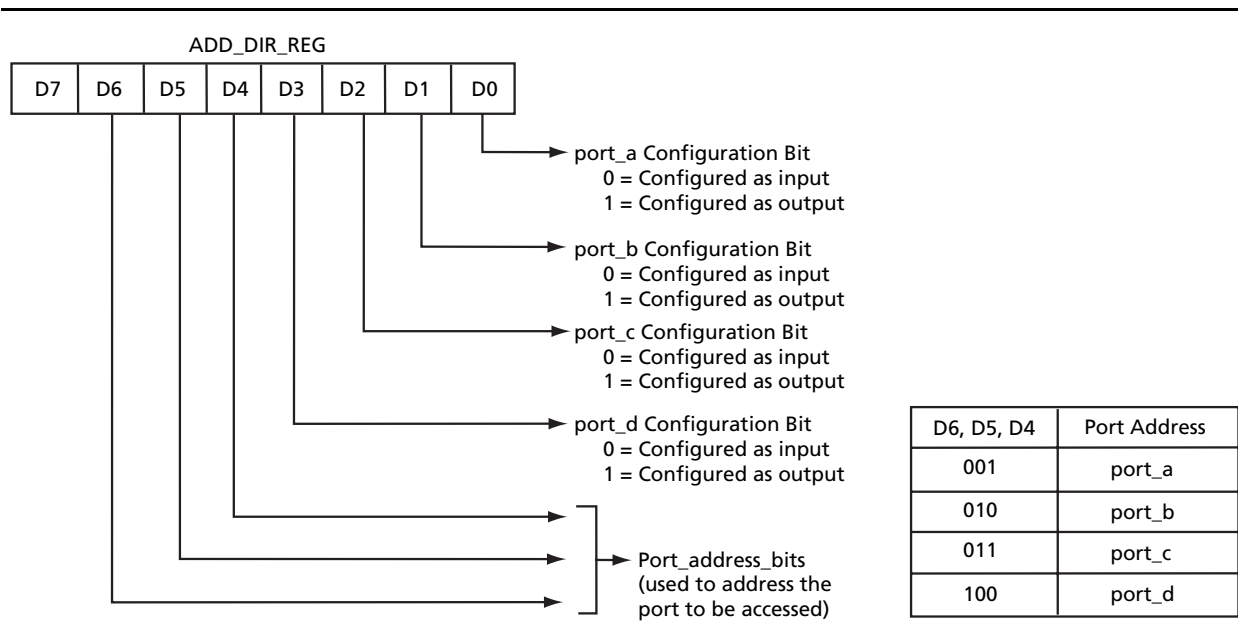 ADD_DIR_REG
D7 D6 D5 D4 D3 D2 D1 D0
port_a Configuration Bit
0 = Configured as input
1 = Configured as output
port_b Configuration Bit
0 = Configured as input
1 = Configured as output
port_c Configuration Bit
0 = Configured as input
1 = Configured as output
port_d Configuration Bit
0 = Configured as input
1 = Configured as output
Port_address_bits
(used to address the
port to be accessed)
D6, D5, D4 Port Address
001 port_a
010 port_b
011 port_c
100 port_d